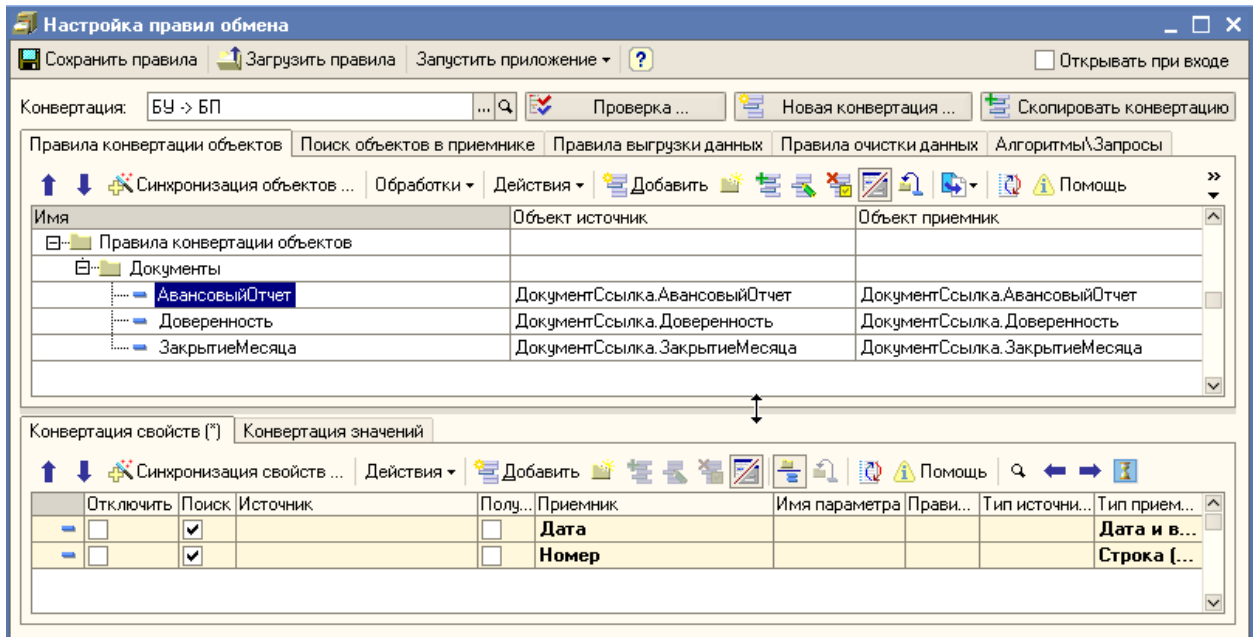 Настройка правил обмена
Сохранить правила Загрузить правила Запустить приложение ? Открывать при входе
Конвертация: БУ -> БП ... Проверка ... Новая конвертация ... Скопировать конвертацию
Правила конвертации объектов Поиск объектов в приемнике Правила выгрузки данных Правила очистки данных Алгоритмы\Запросы
Синхронизация объектов ... Обработки Действия Добавить Помощь »
Имя Объект источник Объект приемник
Правила конвертации объектов
Документы
АвансовыйОтчет ДокументСсылка.АвансовыйОтчет ДокументСсылка.АвансовыйОтчет
Доверенность ДокументСсылка.Доверенность ДокументСсылка.Доверенность
ЗакрытиеМесяца ДокументСсылка.ЗакрытиеМесяца ДокументСсылка.ЗакрытиеМесяца
Конвертация свойств (*) Конвертация значений
Синхронизация свойств ... Действия Добавить Помощь
Отключить Поиск Источник Полу... Приемник Имя параметра Прави... Тип источни... Тип прием...
Дата Дата и в...
Номер Строка (...